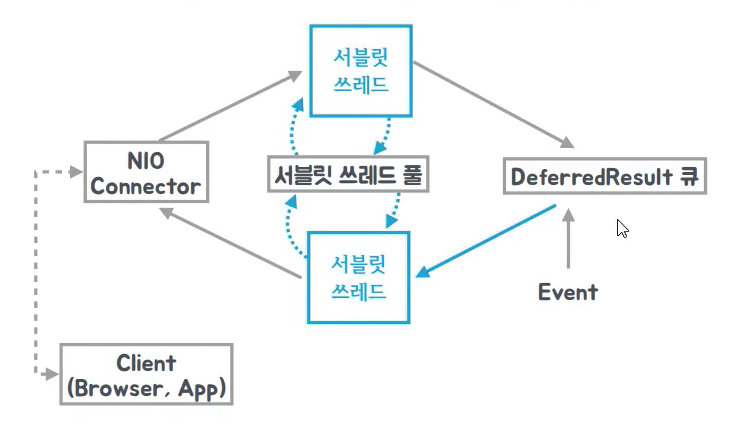 서블릿
쓰레드
NIO
Connector
서블릿 쓰레드 풀
DeferredResult 큐
서블릿
쓰레드
Event
Client
(Browser, App)